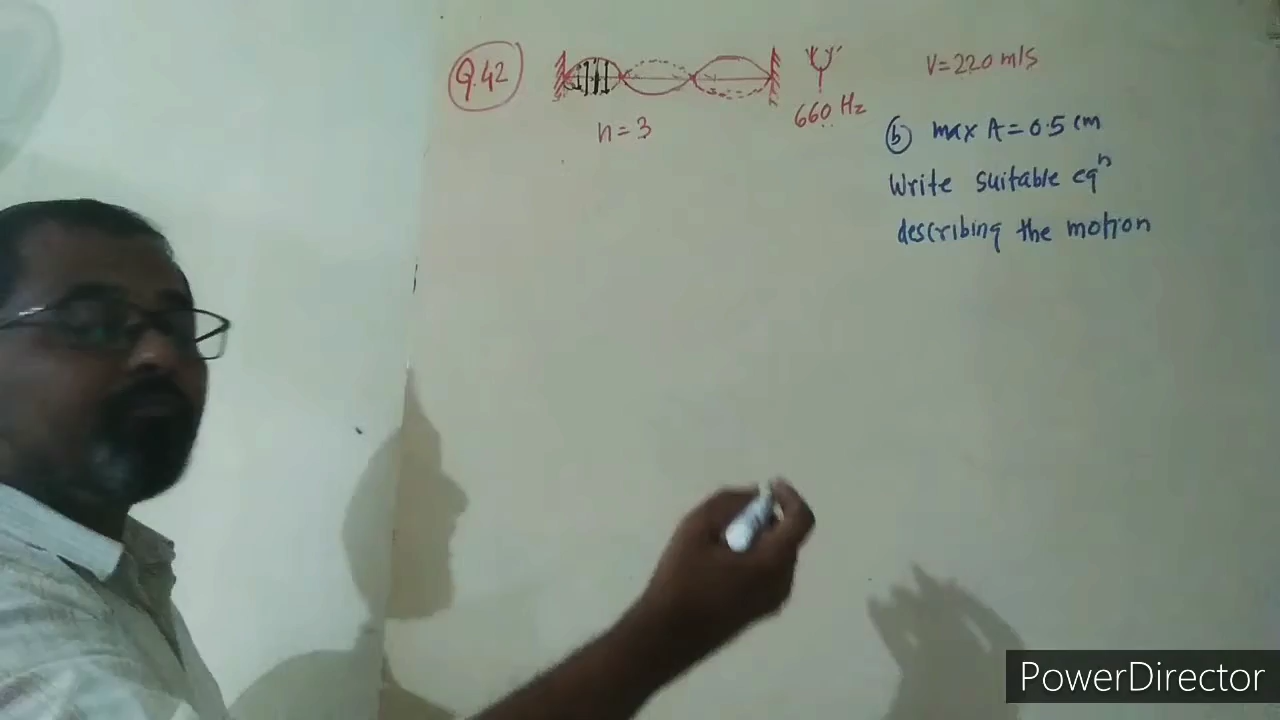 Q.42
n=3
660 Hz
V=220 m/s
(b) max A=0.5 cm
Write suitable eqⁿ
describing the motion
PowerDirector